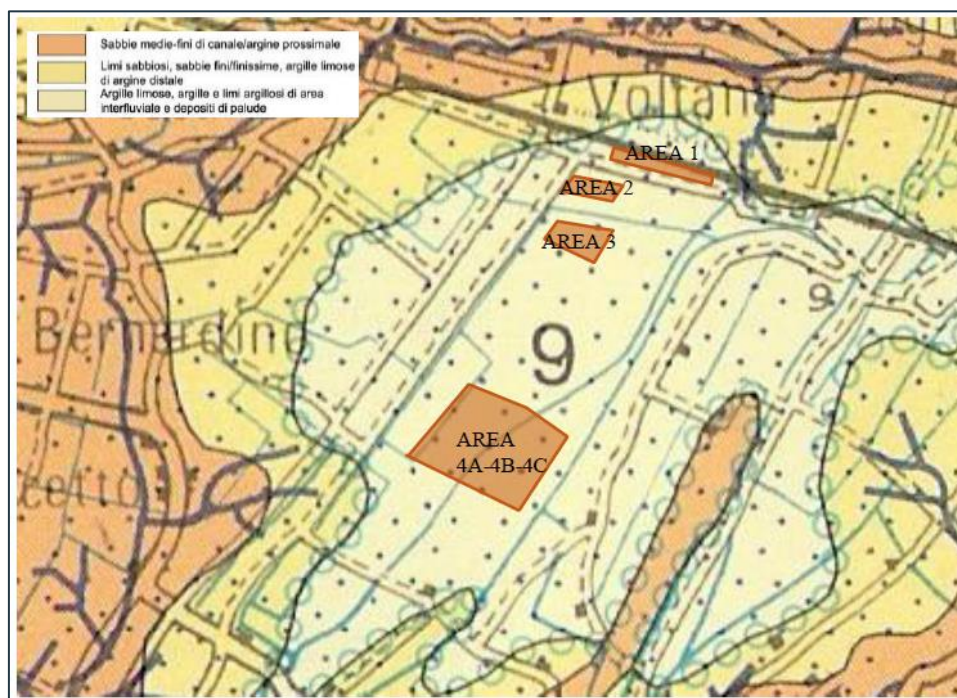 Sabbie medie-fini di canale/argine prossimale
Limi sabbiosi, sabbie fini/finissime, argille limose
di argine distale
Argille limose, argille e limi argillosi di area
interfluviale e depositi di palude
Voltana
AREA 1
AREA 2
AREA 3
9
Bernardino
9
AREA
4A-4B-4C